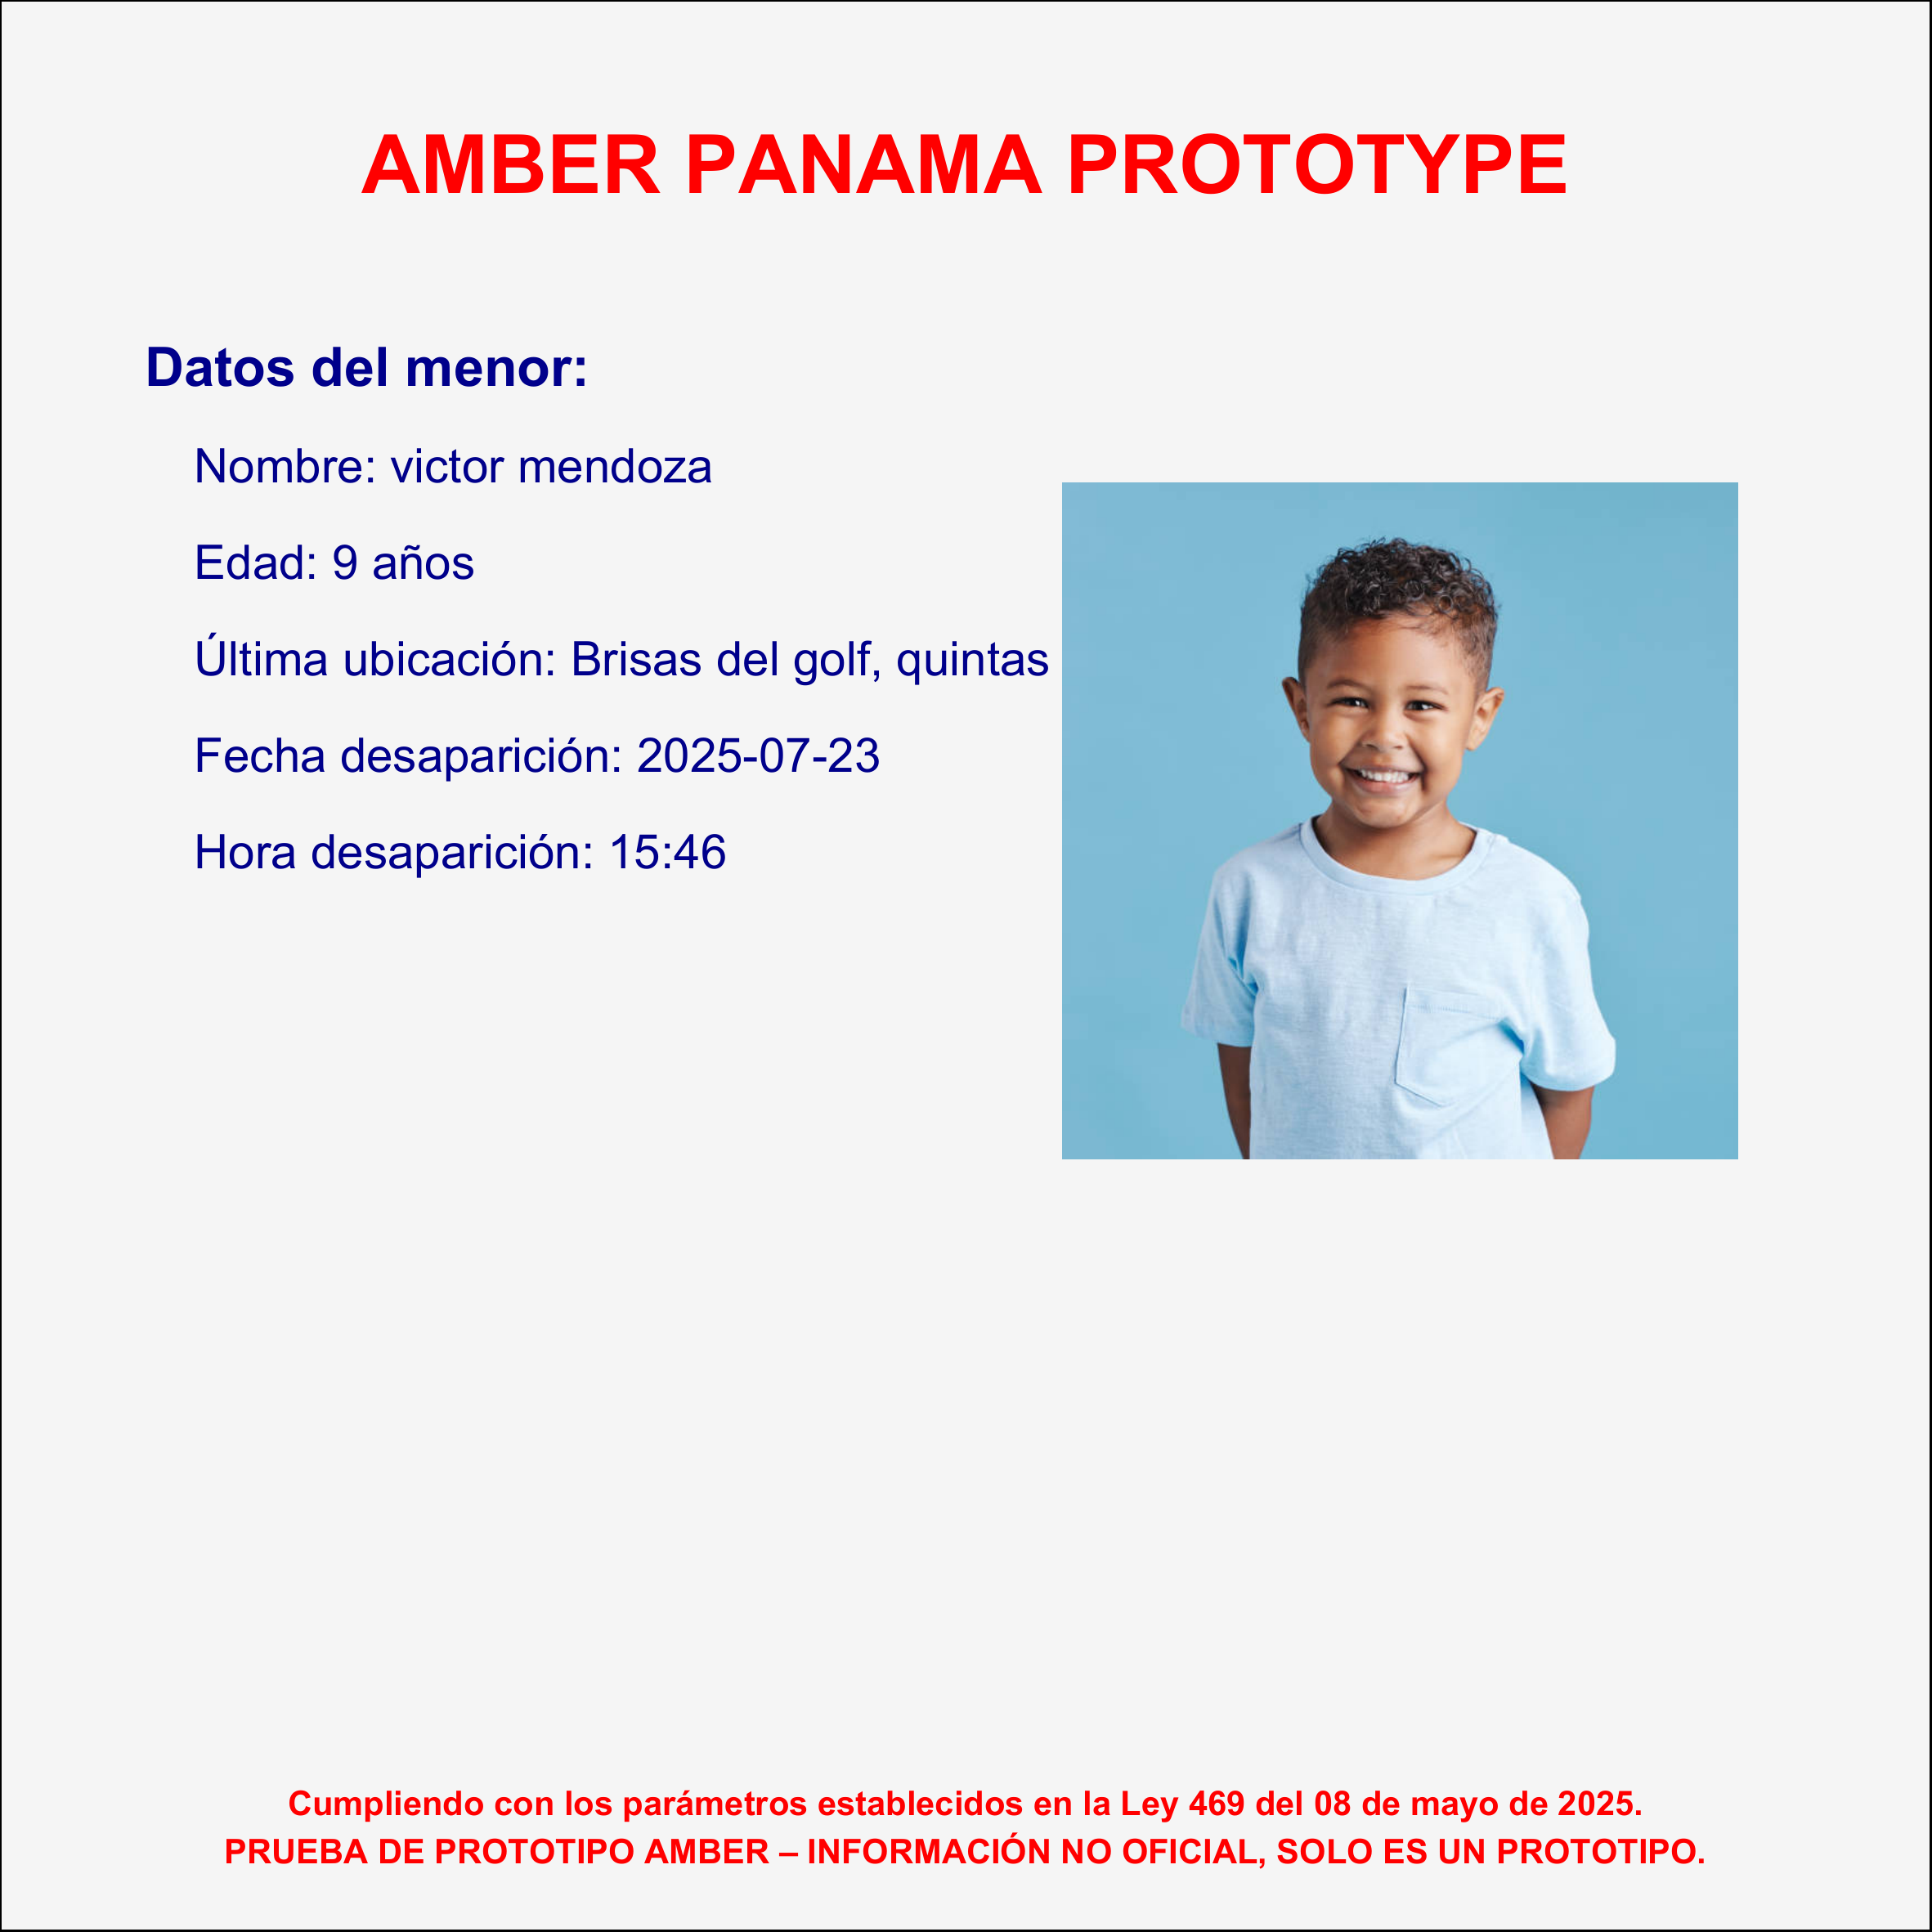 AMBER PANAMA PROTOTYPE
Datos del menor:
Nombre: victor mendoza
Edad: 9 años
Última ubicación: Brisas del golf, quintas
Fecha desaparición: 2025-07-23
Hora desaparición: 15:46
Cumpliendo con los parámetros establecidos en la Ley 469 del 08 de mayo de 2025.
PRUEBA DE PROTOTIPO AMBER – INFORMACIÓN NO OFICIAL, SOLO ES UN PROTOTIPO.